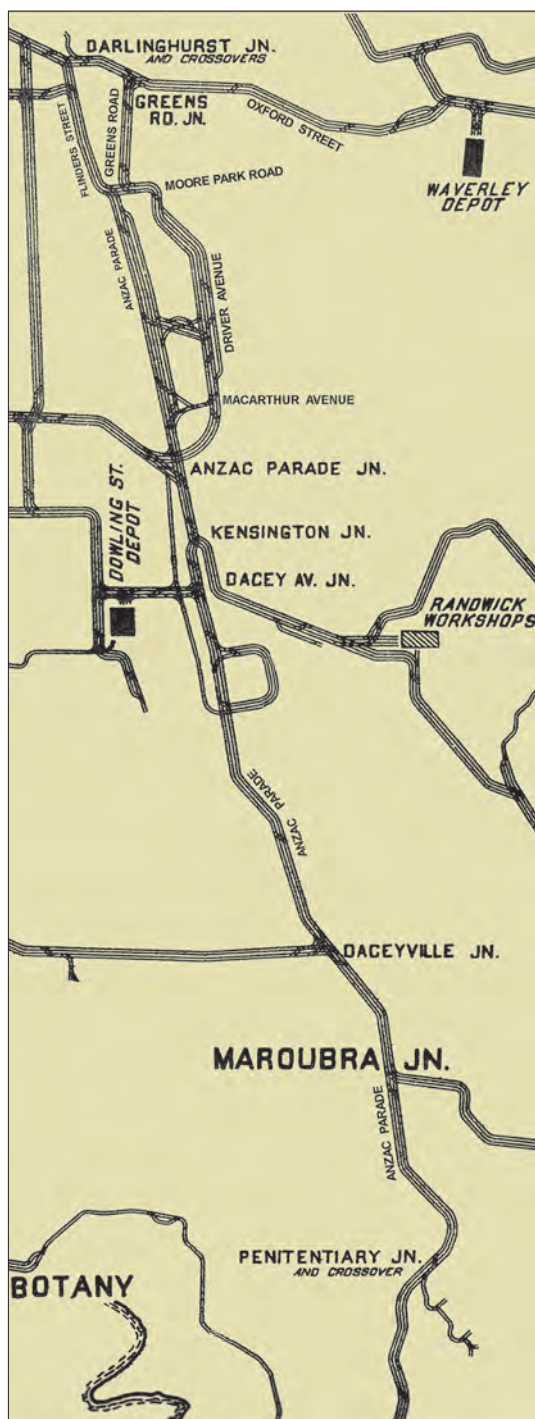 DARLINGHURST JN.
AND CROSSOVERS
GREENS
RD. JN.
OXFORD STREET
FLINDERS STREET
GREENS ROAD
MOORE PARK ROAD
WAVERLEY
DEPOT
ANZAC PARADE
DRIVER AVENUE
MACARTHUR AVENUE
ANZAC PARADE JN.
DOWLING ST.
DEPOT
KENSINGTON JN.
DACEY AV. JN.
RANDWICK
WORKSHOPS
ANZAC
PARADE
DACEYVILLE JN.
MAROUBRA JN.
ANZAC PARADE
PENITENTIARY JN.
AND CROSSOVER
BOTANY